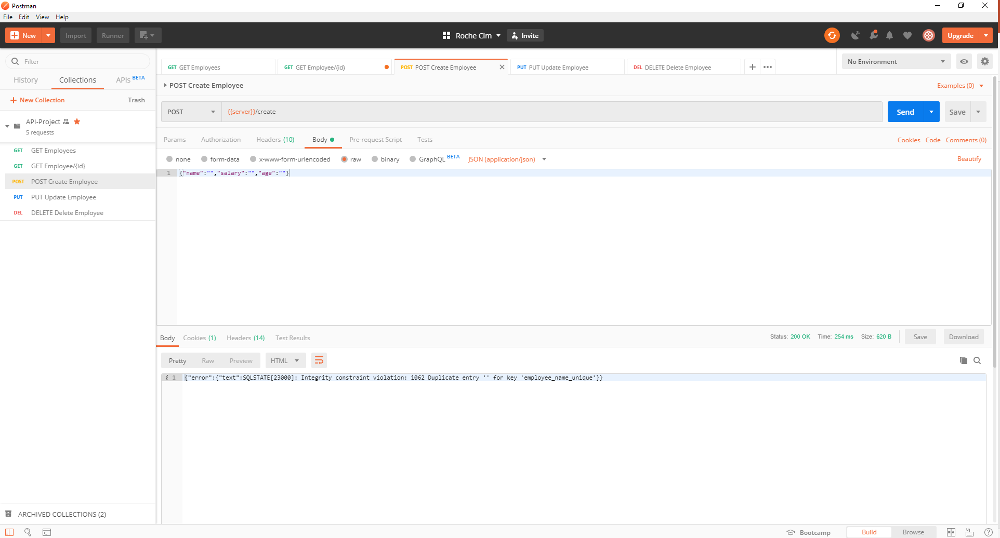 Postman
File Edit View Help
New Import Runner Roche Cim Invite Upgrade
Filter
History Collections APIs BETA
New Collection Trash
API-Project
5 requests
GET GET Employees
GET GET Employee/{id}
POST POST Create Employee
PUT PUT Update Employee
DEL DELETE Delete Employee
ARCHIVED COLLECTIONS (2)
GET GET Employees GET GET Employee/{id} POST POST Create Employee PUT PUT Update Employee DEL DELETE Delete Employee No Environment
POST Create Employee Examples (0)
POST {{server}}/create Send Save
Params Authorization Headers (10) Body Pre-request Script Tests Cookies Code Comments (0)
none form-data x-www-form-urlencoded raw binary GraphQL BETA JSON (application/json) Beautify
1 {"name":"","salary":"","age":""}
Body Cookies (1) Headers (14) Test Results Status: 200 OK Time: 254 ms Size: 620 B Save Download
Pretty Raw Preview HTML
i 1 {"error":{"text":SQLSTATE[23000]: Integrity constraint violation: 1062 Duplicate entry '' for key 'employee_name_unique'}}
Bootcamp Build Browse